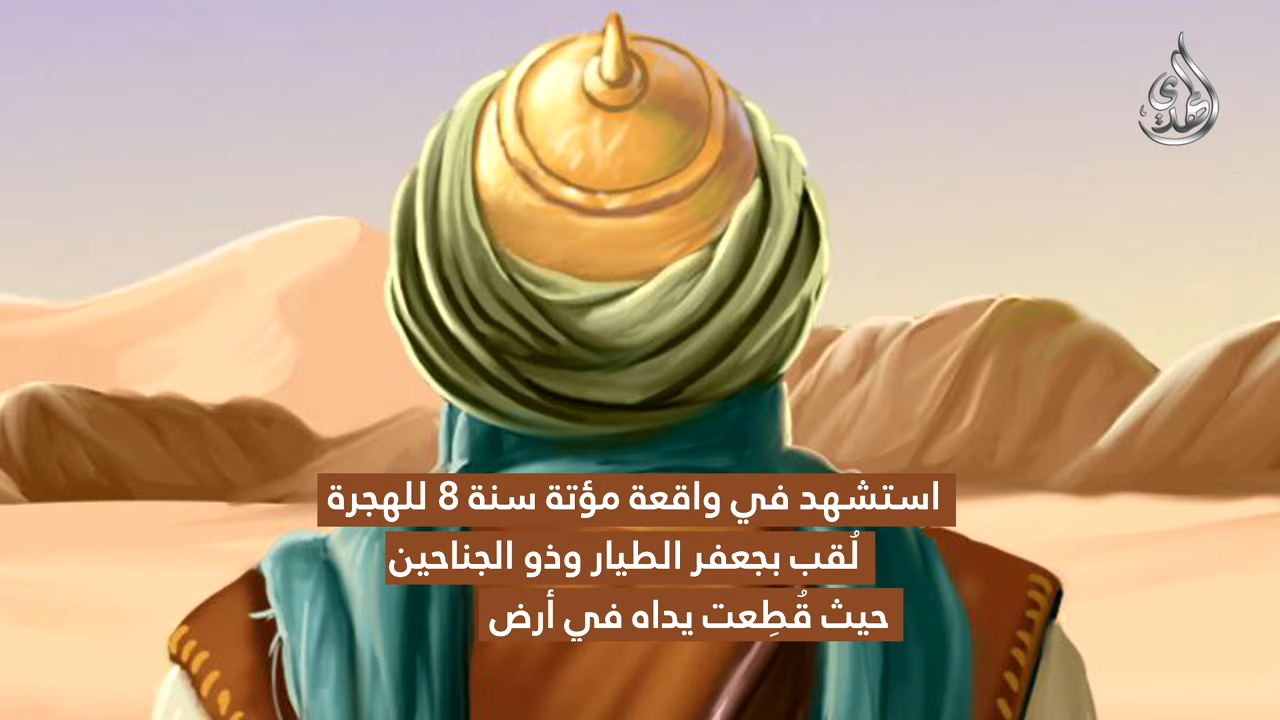 استشهد في واقعة مؤتة سنة 8 للهجرة
لُقب بجعفر الطيار وذو الجناحين
حيث قُطِعت يداه في أرض